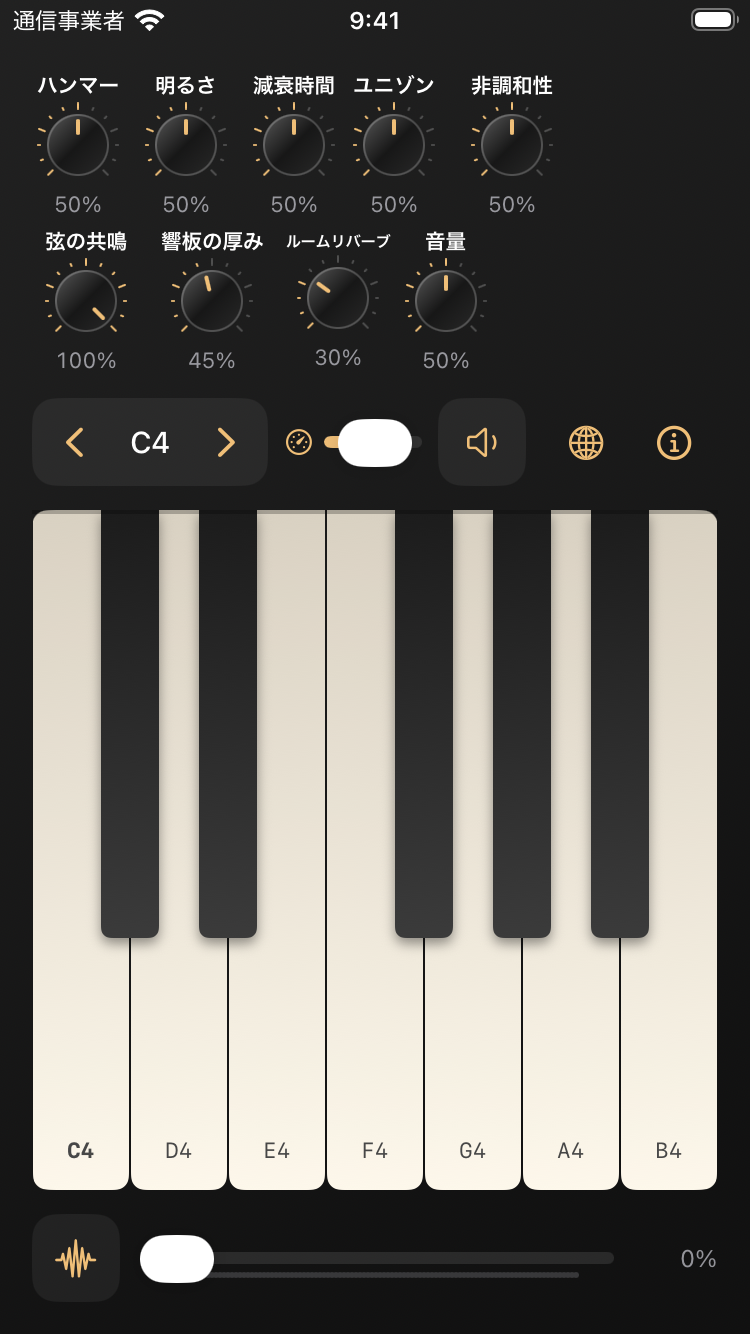 通信事業者 9:41
ハンマー 明るさ 減衰時間 ユニゾン 非調和性
50% 50% 50% 50% 50%
弦の共鳴 響板の厚み ルームリバーブ 音量
100% 45% 30% 50%
C4
C4 D4 E4 F4 G4 A4 B4
0%